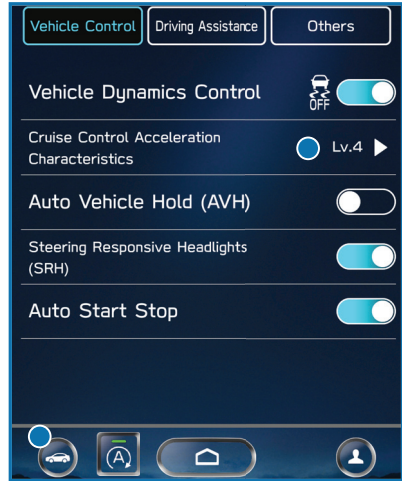 Vehicle Control
Driving Assistance
Others
Vehicle Dynamics Control
OFF
Cruise Control Acceleration
Characteristics
Lv.4
Auto Vehicle Hold (AVH)
Steering Responsive Headlights
(SRH)
Auto Start Stop
A